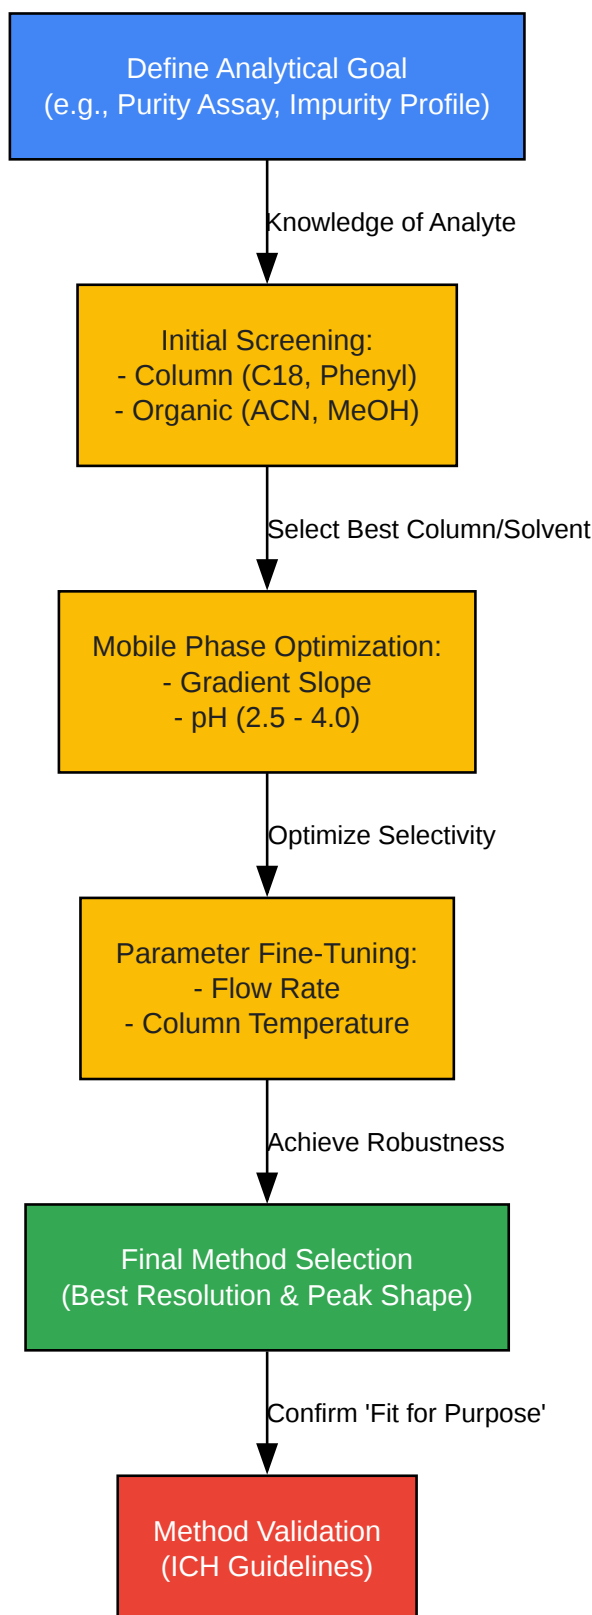 Define Analytical Goal
(e.g., Purity Assay, Impurity Profile)
Knowledge of Analyte
Initial Screening:
- Column (C18, Phenyl)
- Organic (ACN, MeOH)
Select Best Column/Solvent
Mobile Phase Optimization:
- Gradient Slope
- pH (2.5 - 4.0)
Optimize Selectivity
Parameter Fine-Tuning:
- Flow Rate
- Column Temperature
Achieve Robustness
Final Method Selection
(Best Resolution & Peak Shape)
Confirm 'Fit for Purpose'
Method Validation
(ICH Guidelines)